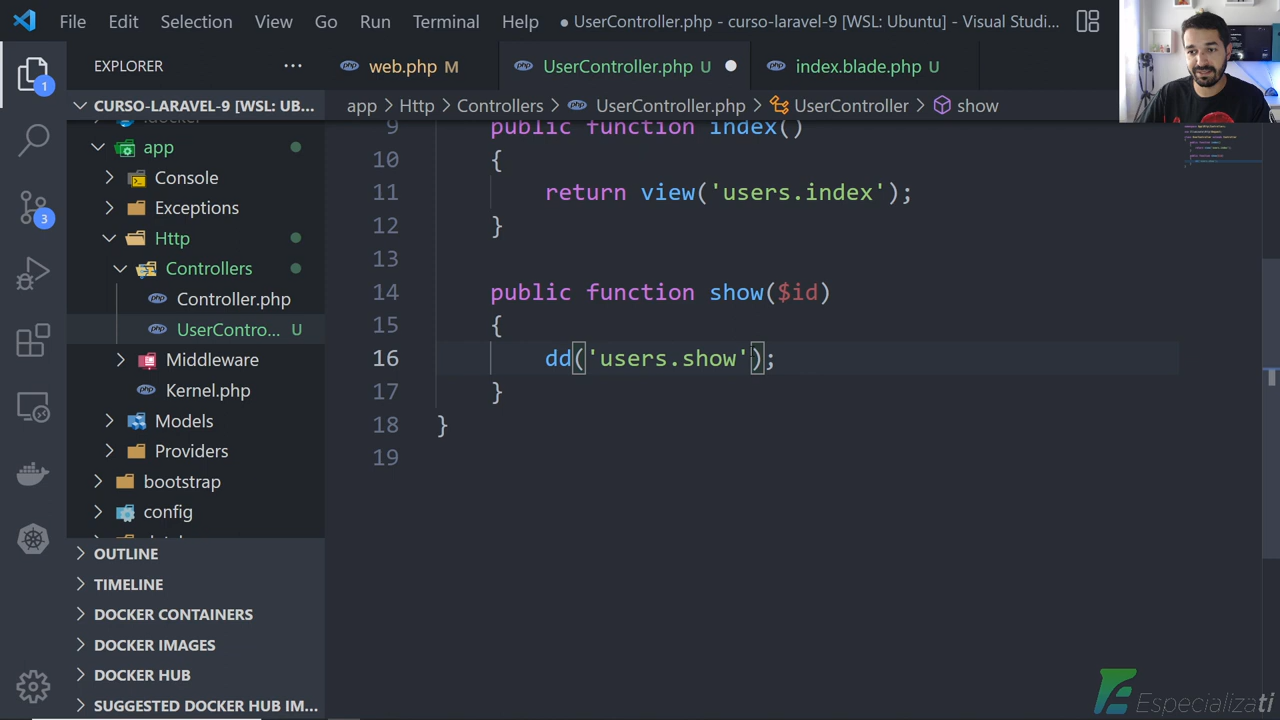 File Edit Selection View Go Run Terminal Help
● UserController.php - curso-laravel-9 [WSL: Ubuntu] - Visual Studi...
EXPLORER ...
web.php M
UserController.php U
index.blade.php U
CURSO-LARAVEL-9 [WSL: UB...
app > Http > Controllers > UserController.php > UserController > show
app
Console
Exceptions
Http
Controllers
Controller.php
UserContro... U
Middleware
Kernel.php
Models
Providers
bootstrap
config
OUTLINE
TIMELINE
DOCKER CONTAINERS
DOCKER IMAGES
DOCKER HUB
SUGGESTED DOCKER HUB IM...
1
3
9 public function index()
10 {
11 return view('users.index');
12 }
13
14 public function show($id)
15 {
16 dd('users.show');
17 }
18 }
19
Especializati